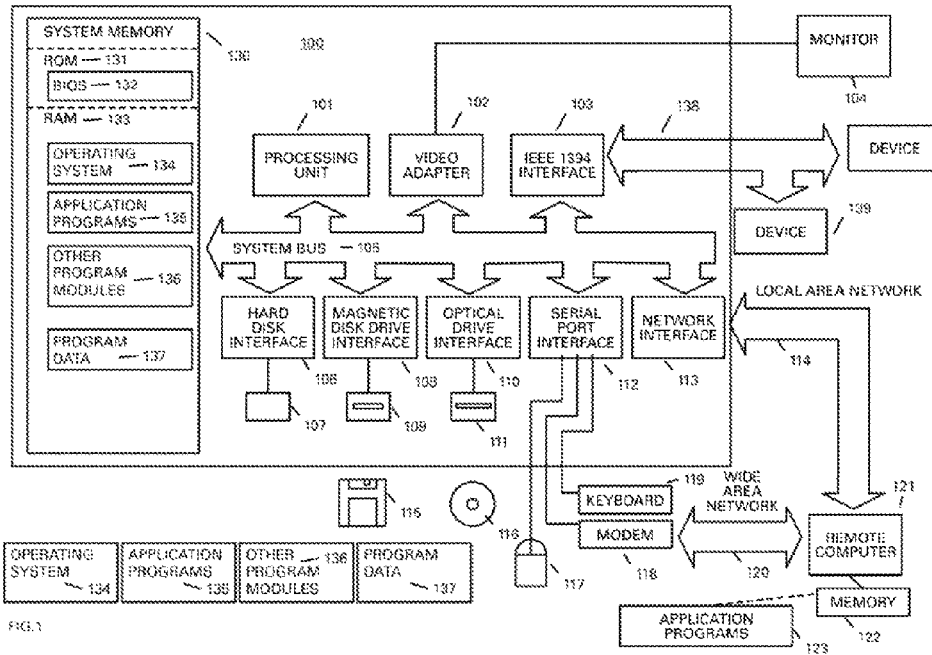 SYSTEM MEMORY
130
100
ROM 131
BIOS 132
RAM 133
OPERATING
SYSTEM 134
APPLICATION
PROGRAMS 135
OTHER
PROGRAM
MODULES 136
PROGRAM
DATA 137
101
PROCESSING
UNIT
102
VIDEO
ADAPTER
103
IEEE 1394
INTERFACE
MONITOR
104
138
DEVICE
139
DEVICE
SYSTEM BUS 105
HARD
DISK
INTERFACE
106
107
MAGNETIC
DISK DRIVE
INTERFACE
108
109
OPTICAL
DRIVE
INTERFACE
110
111
SERIAL
PORT
INTERFACE
112
NETWORK
INTERFACE
113
LOCAL AREA NETWORK
114
115
116
117
119
KEYBOARD
MODEM
118
WIDE
AREA
NETWORK
120
121
REMOTE
COMPUTER
MEMORY
122
APPLICATION
PROGRAMS
123
OPERATING
SYSTEM
134
APPLICATION
PROGRAMS
135
OTHER 136
PROGRAM
MODULES
PROGRAM
DATA
137
FIG.1